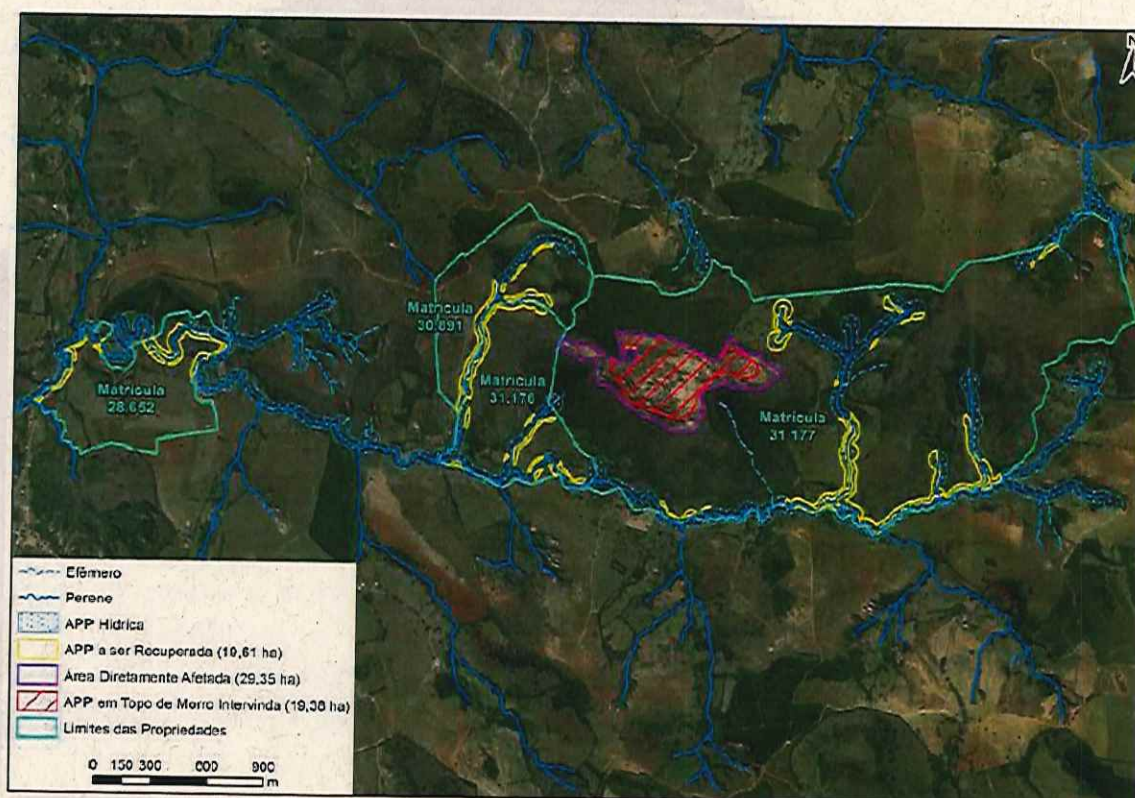 N
Matrícula
30.891
Matrícula
28.652
Matrícula
31.176
Matrícula
31.177
Efêmero
Perene
APP Hídrica
APP a ser Recuperada (19,61 ha)
Área Diretamente Afetada (29,35 ha)
APP em Topo de Morro Intervinda (19,38 ha)
Limites das Propriedades
0 150 300 600 900
m